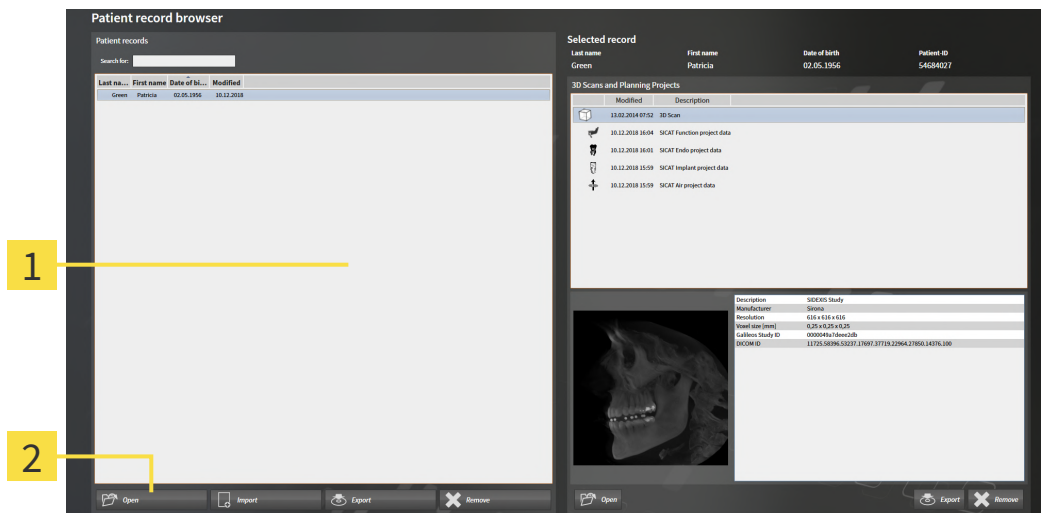 Patient record browser
Patient records
Search for:
Last na... First name Date of bi... Modified
Green Patricia 02.05.1956 10.12.2018
1
2
Open Import Export Remove
Selected record
Last name First name Date of birth Patient-ID
Green Patricia 02.05.1956 54684027
3D Scans and Planning Projects
Modified Description
13.02.2014 07:52 3D Scan
10.12.2018 16:04 SICAT Function project data
10.12.2018 16:01 SICAT Endo project data
10.12.2018 15:59 SICAT Implant project data
10.12.2018 15:59 SICAT Air project data
Description SIDEXIS Study
Manufacturer Sirona
Resolution 616 x 616 x 616
Voxel size [mm] 0,25 x 0,25 x 0,25
Galileos Study ID 0000049a7deee2db
DICOM ID 11725.58396.53237.17697.37719.22964.27850.14376.100
Open Export Remove